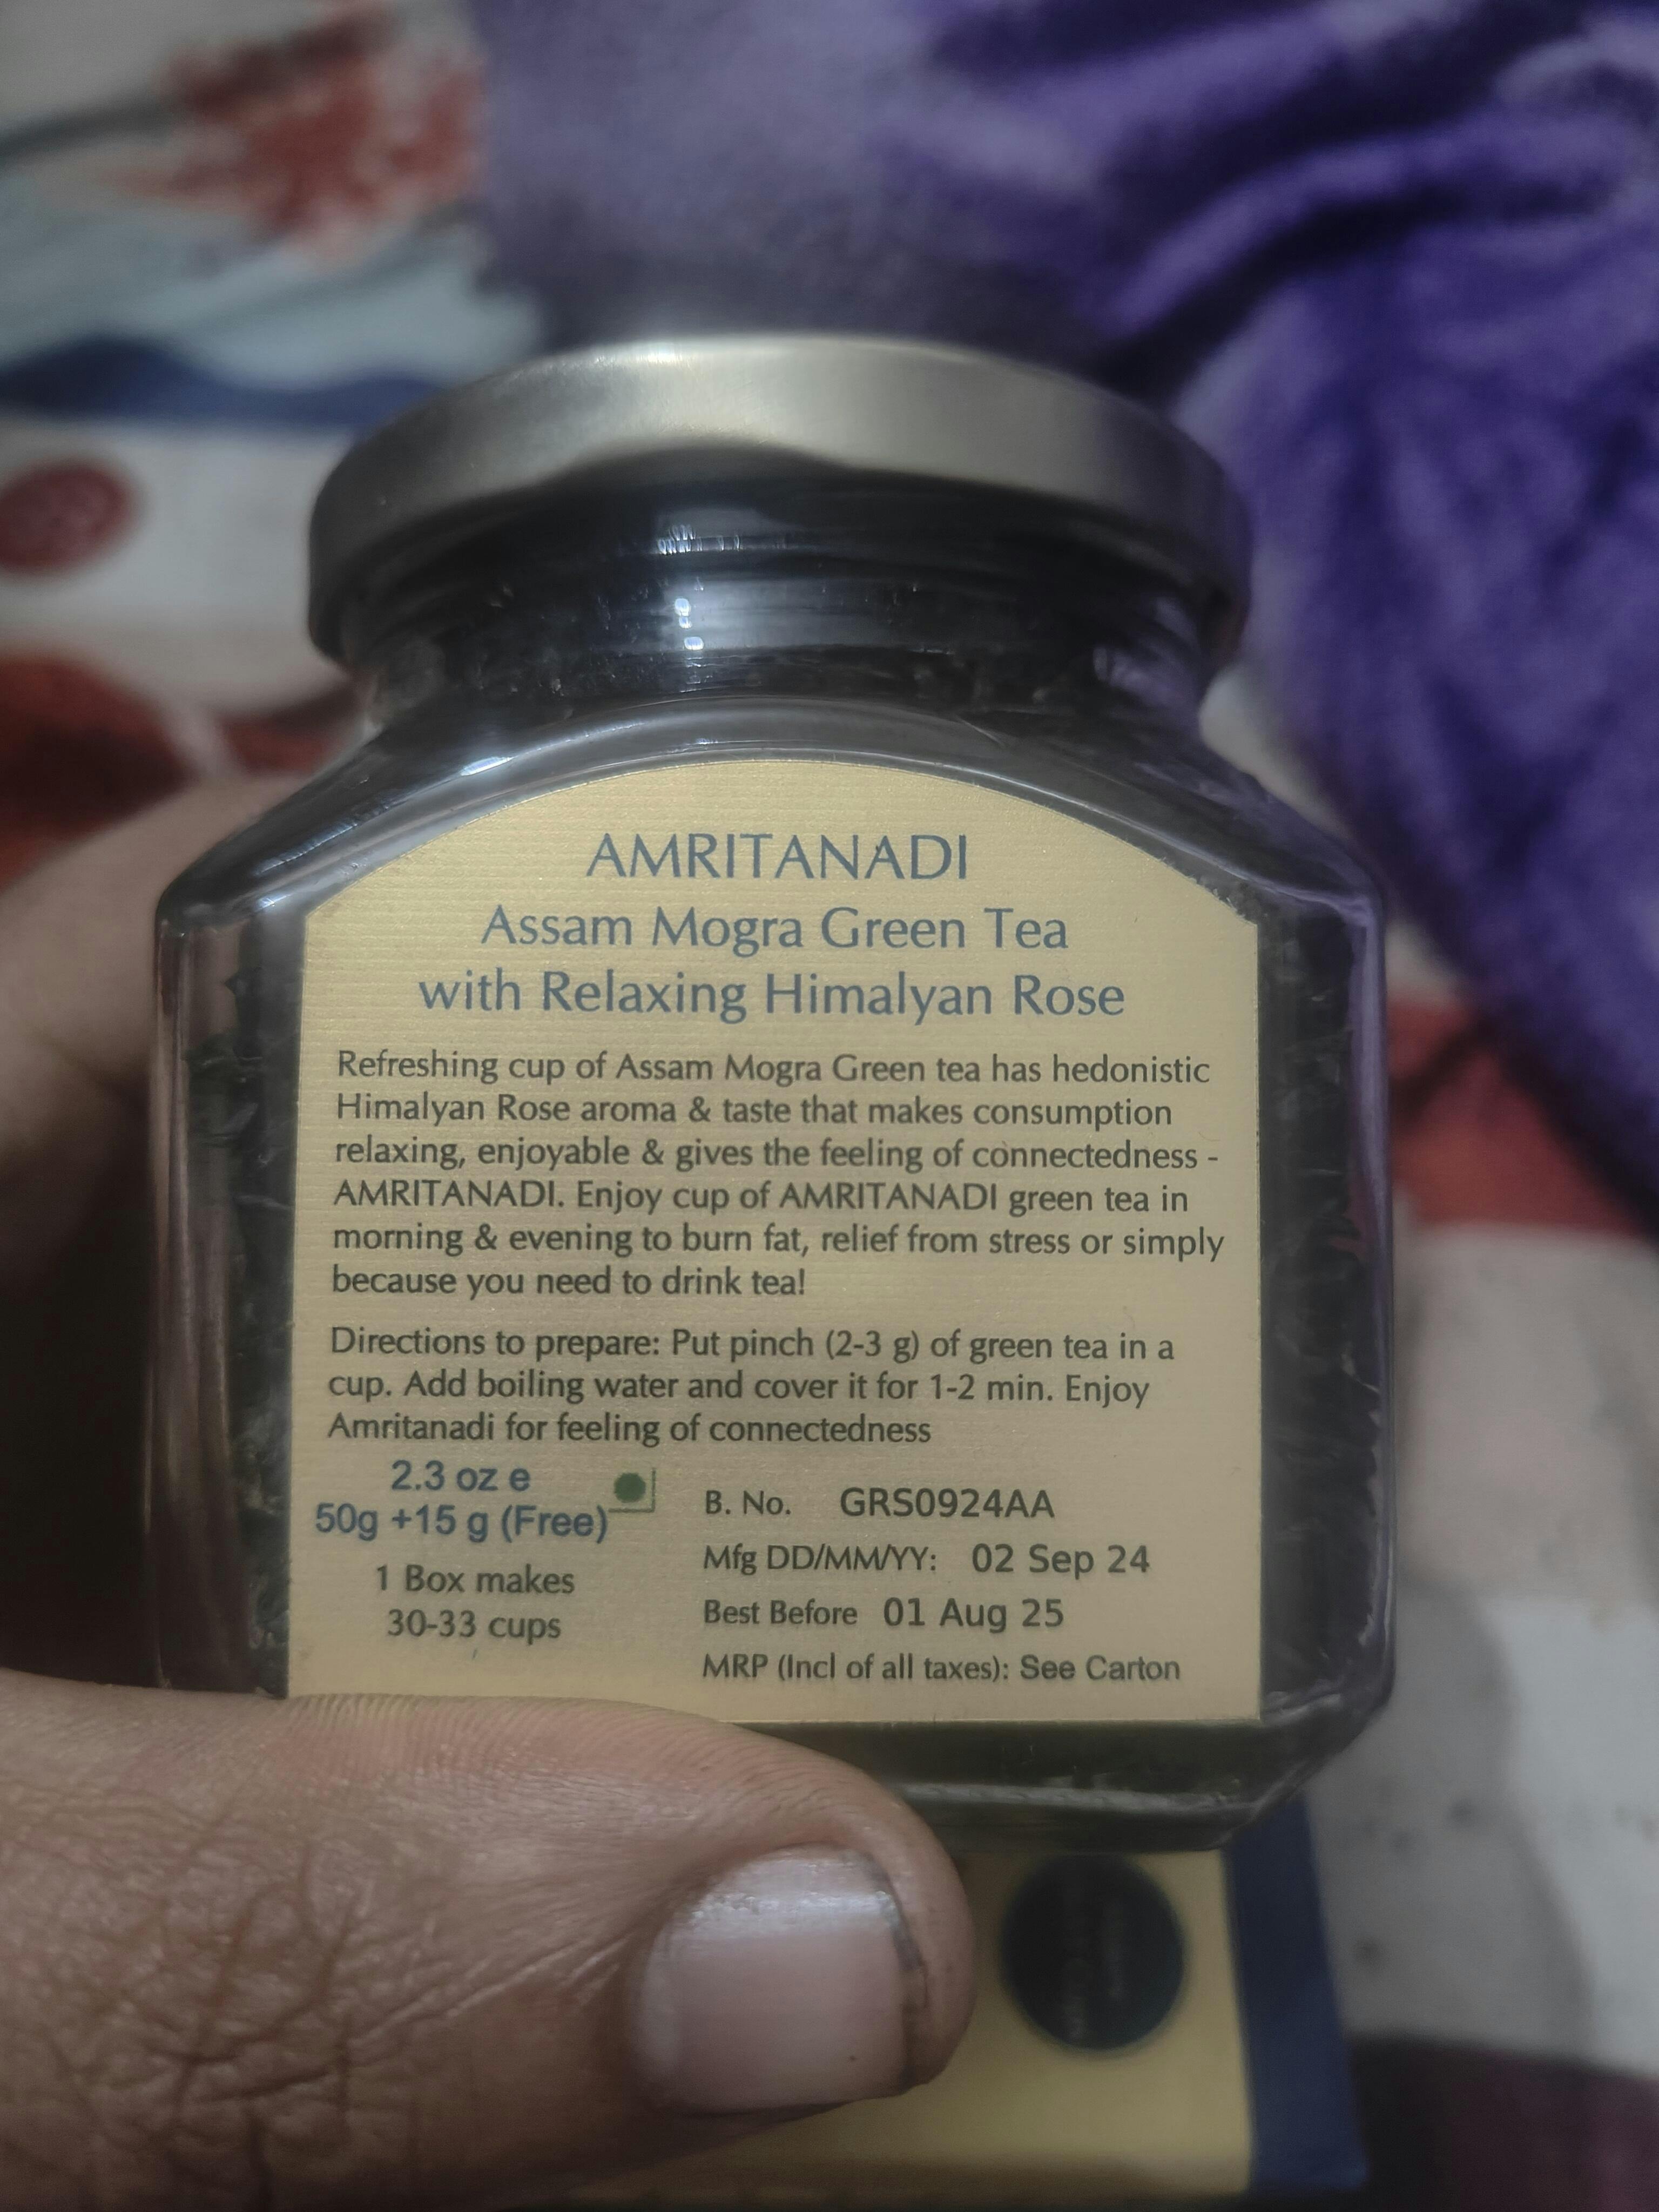 AMRITANADI
Assam Mogra Green Tea
with Relaxing Himalyan Rose
Refreshing cup of Assam Mogra Green tea has hedonistic
Himalyan Rose aroma & taste that makes consumption
relaxing, enjoyable & gives the feeling of connectedness -
AMRITANADI. Enjoy cup of AMRITANADI green tea in
morning & evening to burn fat, relief from stress or simply
because you need to drink tea!
Directions to prepare: Put pinch (2-3 g) of green tea in a
cup. Add boiling water and cover it for 1-2 min. Enjoy
Amritanadi for feeling of connectedness
2.3 oz e
50g +15 g (Free)
1 Box makes
30-33 cups
B. No. GRS0924AA
Mfg DD/MM/YY: 02 Sep 24
Best Before 01 Aug 25
MRP (Incl of all taxes): See Carton